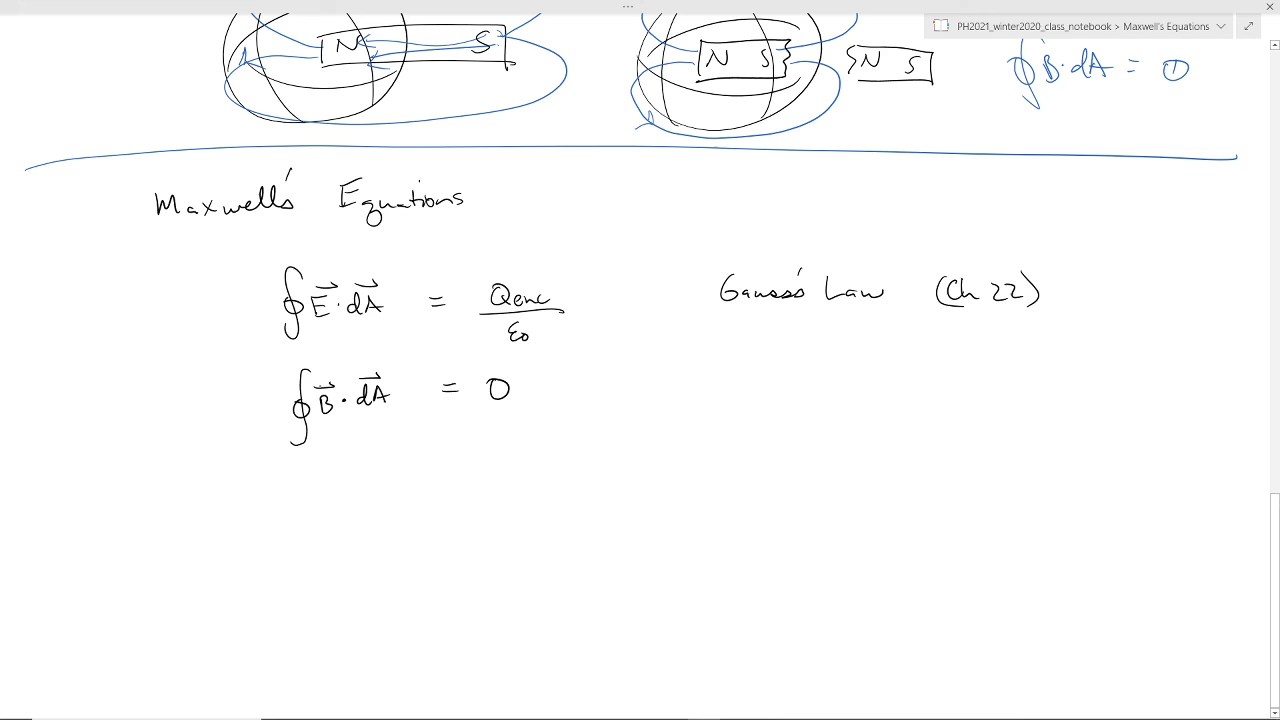 PH2021_winter2020_class_notebook > Maxwell's Equations
N S
N S
N S
∮B·dA = 0
Maxwell's Equations
∮E⃗·dA⃗ = Qenc/ε0
Gauss's Law (Ch 22)
∮B⃗·dA⃗ = 0